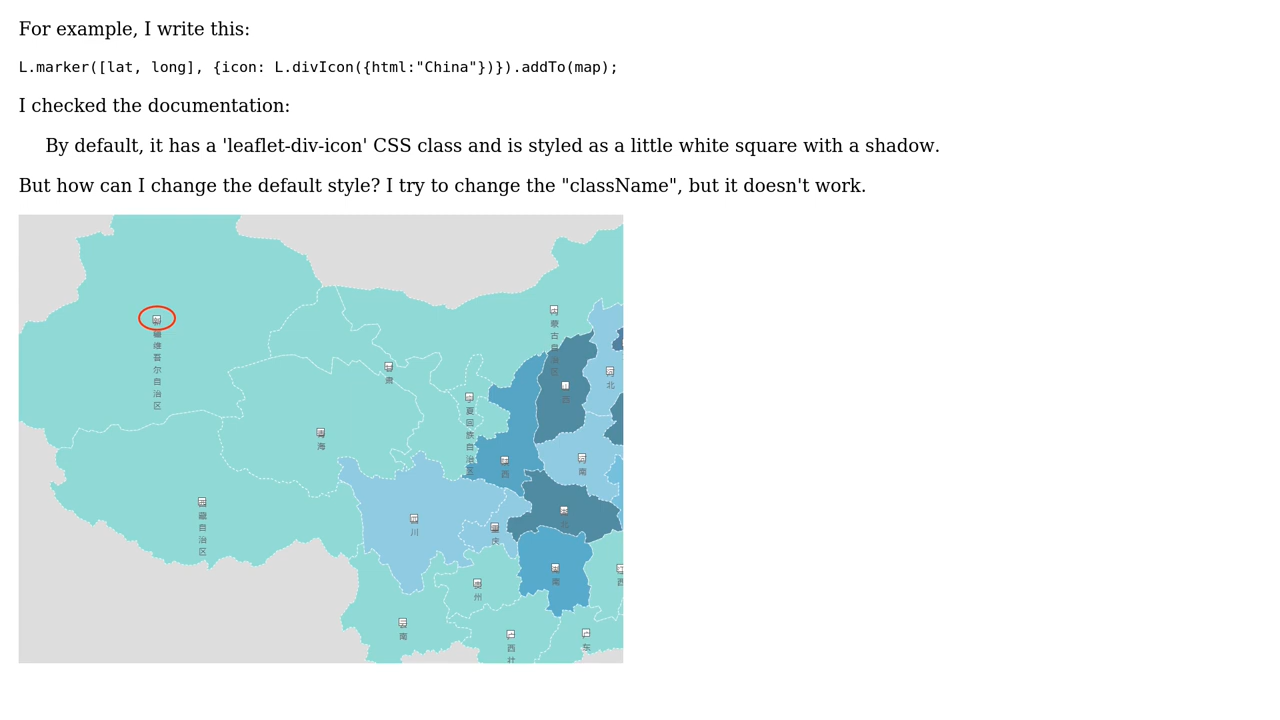 For example, I write this:
L.marker([lat, long], {icon: L.divIcon({html:"China"})}).addTo(map);
I checked the documentation:
By default, it has a 'leaflet-div-icon' CSS class and is styled as a little white square with a shadow.
But how can I change the default style? I try to change the "className", but it doesn't work.
疆
维
吾
尔
自
治
区
蒙
古
自
治
区
肃
北
夏
回
族
自
治
区
海
西
南
藏
自
治
区
川
庆
北
南
州
西
南
西
壮
东